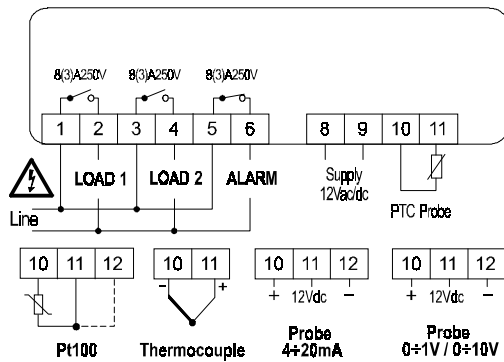 8(3)A250V 8(3)A250V 8(3)A250V
1 2 3 4 5 6 8 9 10 11
LOAD 1 LOAD 2 ALARM
Supply
12Vac/dc
PTC Probe
Line
10 11 12 10 11 10 11 12 10 11 12
− + + 12Vdc − + 12Vdc −
Pt100 Thermocouple Probe Probe
4÷20mA 0÷1V / 0÷10V